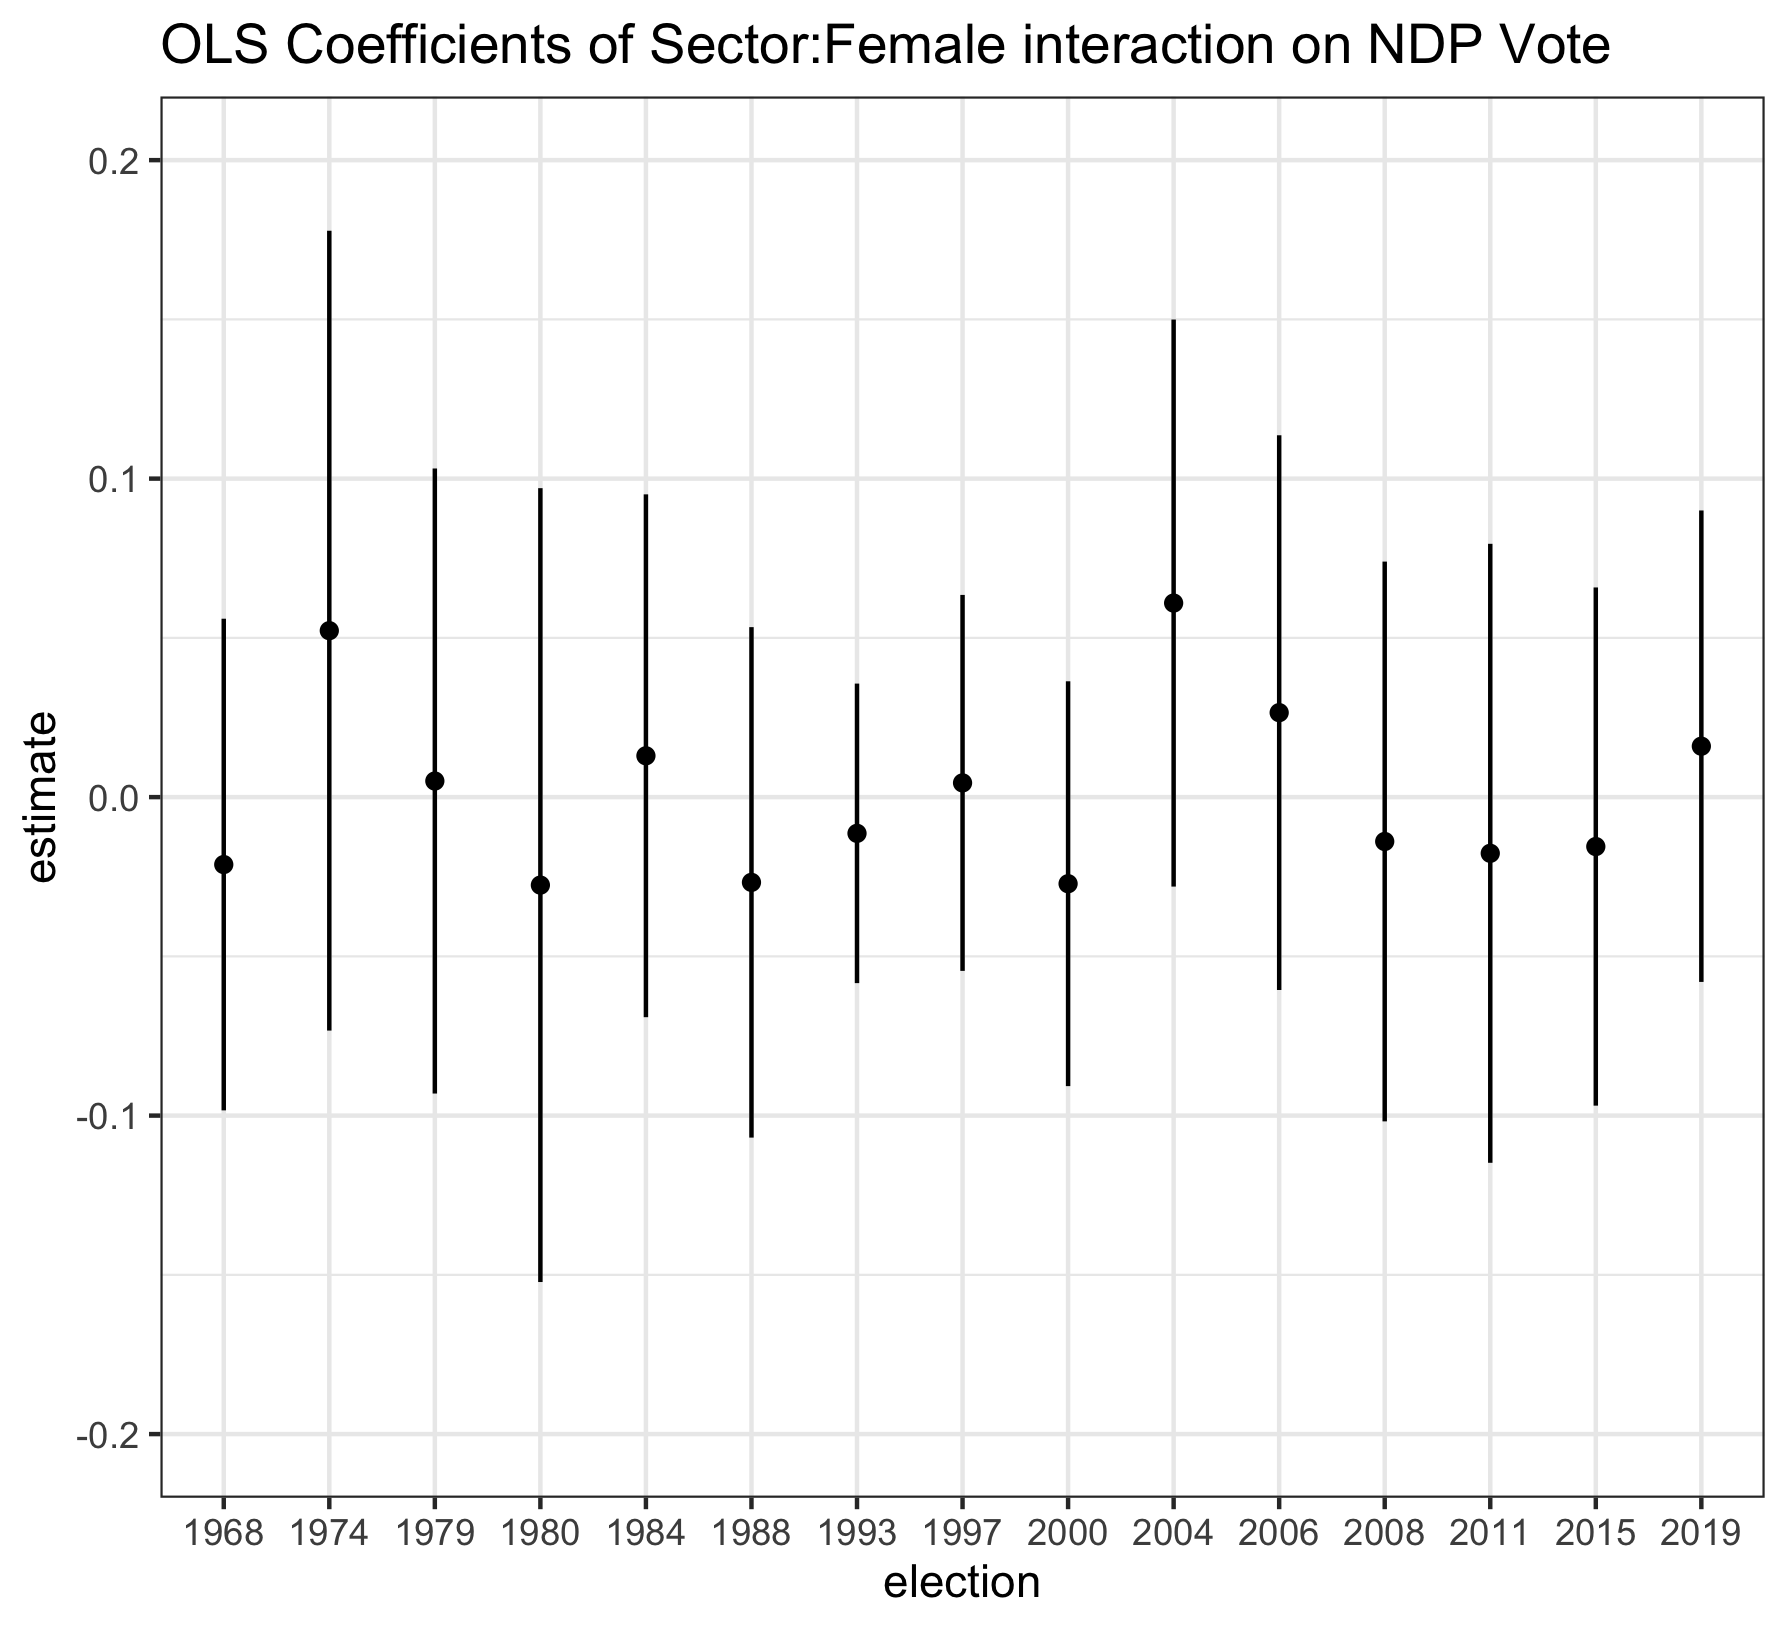 OLS Coefficients of Sector:Female interaction on NDP Vote
estimate
0.2
0.1
0.0
-0.1
-0.2
1968 1974 1979 1980 1984 1988 1993 1997 2000 2004 2006 2008 2011 2015 2019
election